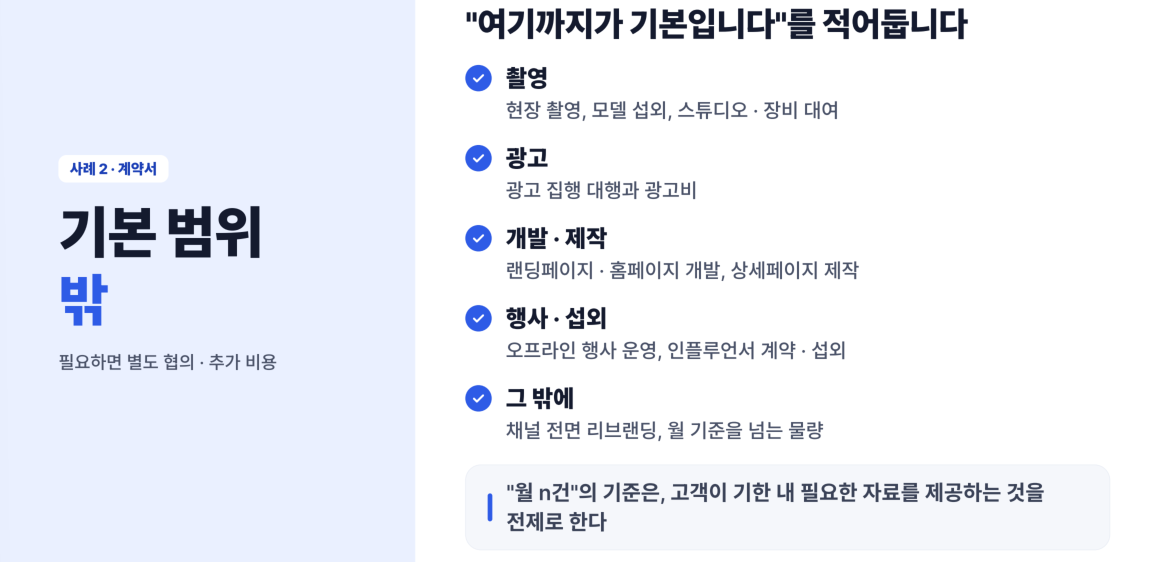 사례 2 · 계약서
기본 범위
밖
필요하면 별도 협의 · 추가 비용
"여기까지가 기본입니다"를 적어둡니다
촬영
현장 촬영, 모델 섭외, 스튜디오 · 장비 대여
광고
광고 집행 대행과 광고비
개발 · 제작
랜딩페이지 · 홈페이지 개발, 상세페이지 제작
행사 · 섭외
오프라인 행사 운영, 인플루언서 계약 · 섭외
그 밖에
채널 전면 리브랜딩, 월 기준을 넘는 물량
"월 n건"의 기준은, 고객이 기한 내 필요한 자료를 제공하는 것을
전제로 한다